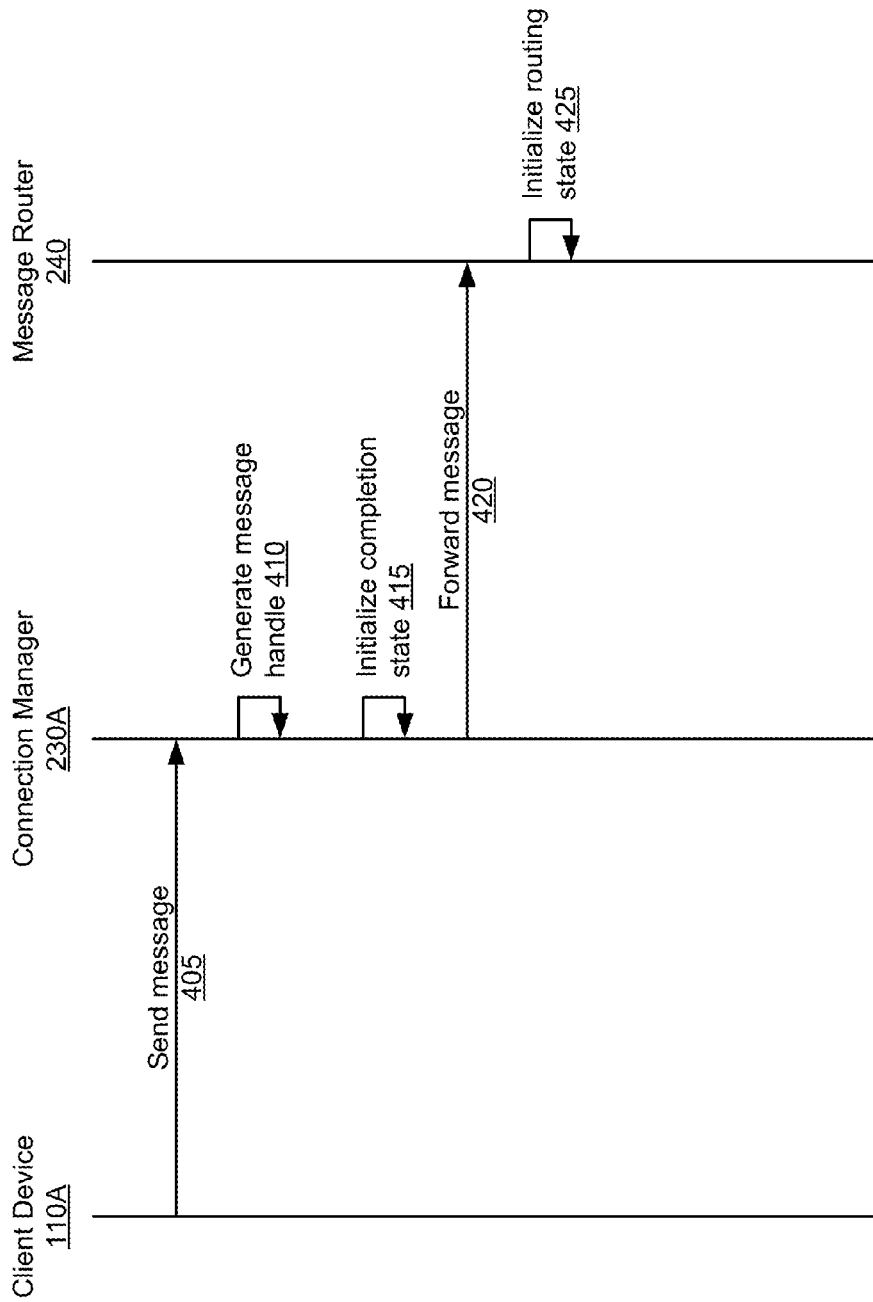 Client Device
110A
Connection Manager
230A
Message Router
240
Send message
405
Generate message
handle 410
Initialize completion
state 415
Forward message
420
Initialize routing
state 425